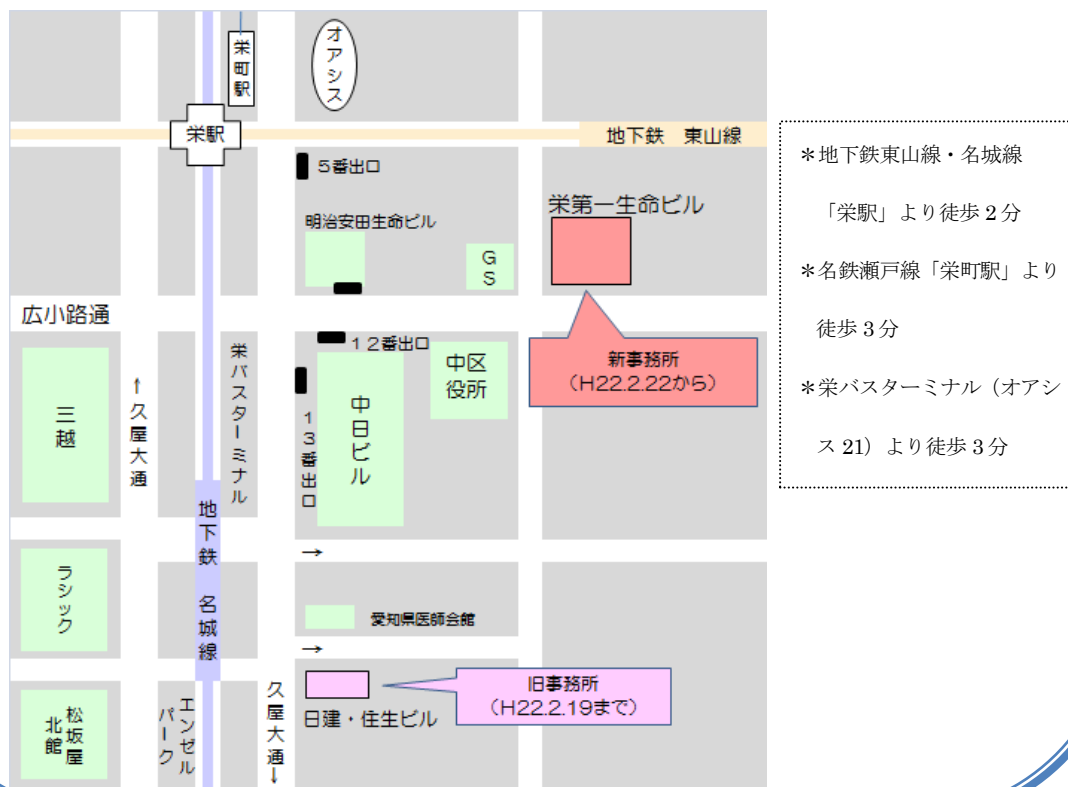 栄町駅
オアシス
栄駅
地下鉄 東山線
5番出口
明治安田生命ビル
GS
栄第一生命ビル
広小路通
新事務所
(H22.2.22から)
三越
↑久屋大通
栄バスターミナル
12番出口
13番出口
中日ビル
中区
役所
地下鉄 名城線
→
ラシック
愛知県医師会館
→
旧事務所
(H22.2.19まで)
日建・住生ビル
松坂屋
北館
エンゼル
パーク
久屋大通↓
*地下鉄東山線・名城線
「栄駅」より徒歩 2 分
*名鉄瀬戸線「栄町駅」より
徒歩 3 分
*栄バスターミナル(オアシ
ス 21)より徒歩 3 分